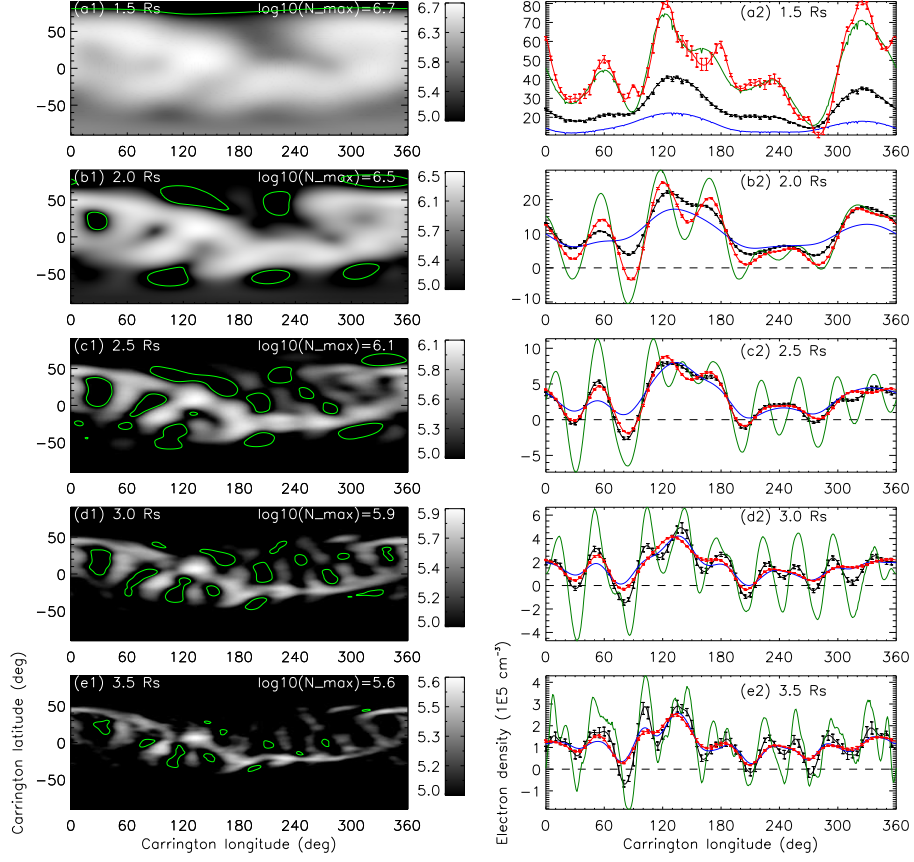 (a1) 1.5 Rs log10(N_max)=6.7
50
0
−50
0 60 120 180 240 300 360
6.7
6.3
5.8
5.4
5.0
(a2) 1.5 Rs
80
70
60
50
40
30
20
0 60 120 180 240 300 360
(b1) 2.0 Rs log10(N_max)=6.5
50
0
−50
0 60 120 180 240 300 360
6.5
6.1
5.7
5.4
5.0
(b2) 2.0 Rs
20
10
0
−10
0 60 120 180 240 300 360
(c1) 2.5 Rs log10(N_max)=6.1
50
0
−50
0 60 120 180 240 300 360
6.1
5.8
5.5
5.3
5.0
(c2) 2.5 Rs
10
5
0
−5
0 60 120 180 240 300 360
(d1) 3.0 Rs log10(N_max)=5.9
50
0
−50
0 60 120 180 240 300 360
5.9
5.6
5.4
5.2
5.0
(d2) 3.0 Rs
6
4
2
0
−2
−4
0 60 120 180 240 300 360
(e1) 3.5 Rs log10(N_max)=5.6
50
0
−50
0 60 120 180 240 300 360
Carrington longitude (deg)
Carrington latitude (deg)
5.6
5.4
5.3
5.2
5.0
(e2) 3.5 Rs
4
3
2
1
0
−1
0 60 120 180 240 300 360
Carrington longitude (deg)
Electron density (1E5 cm⁻³)